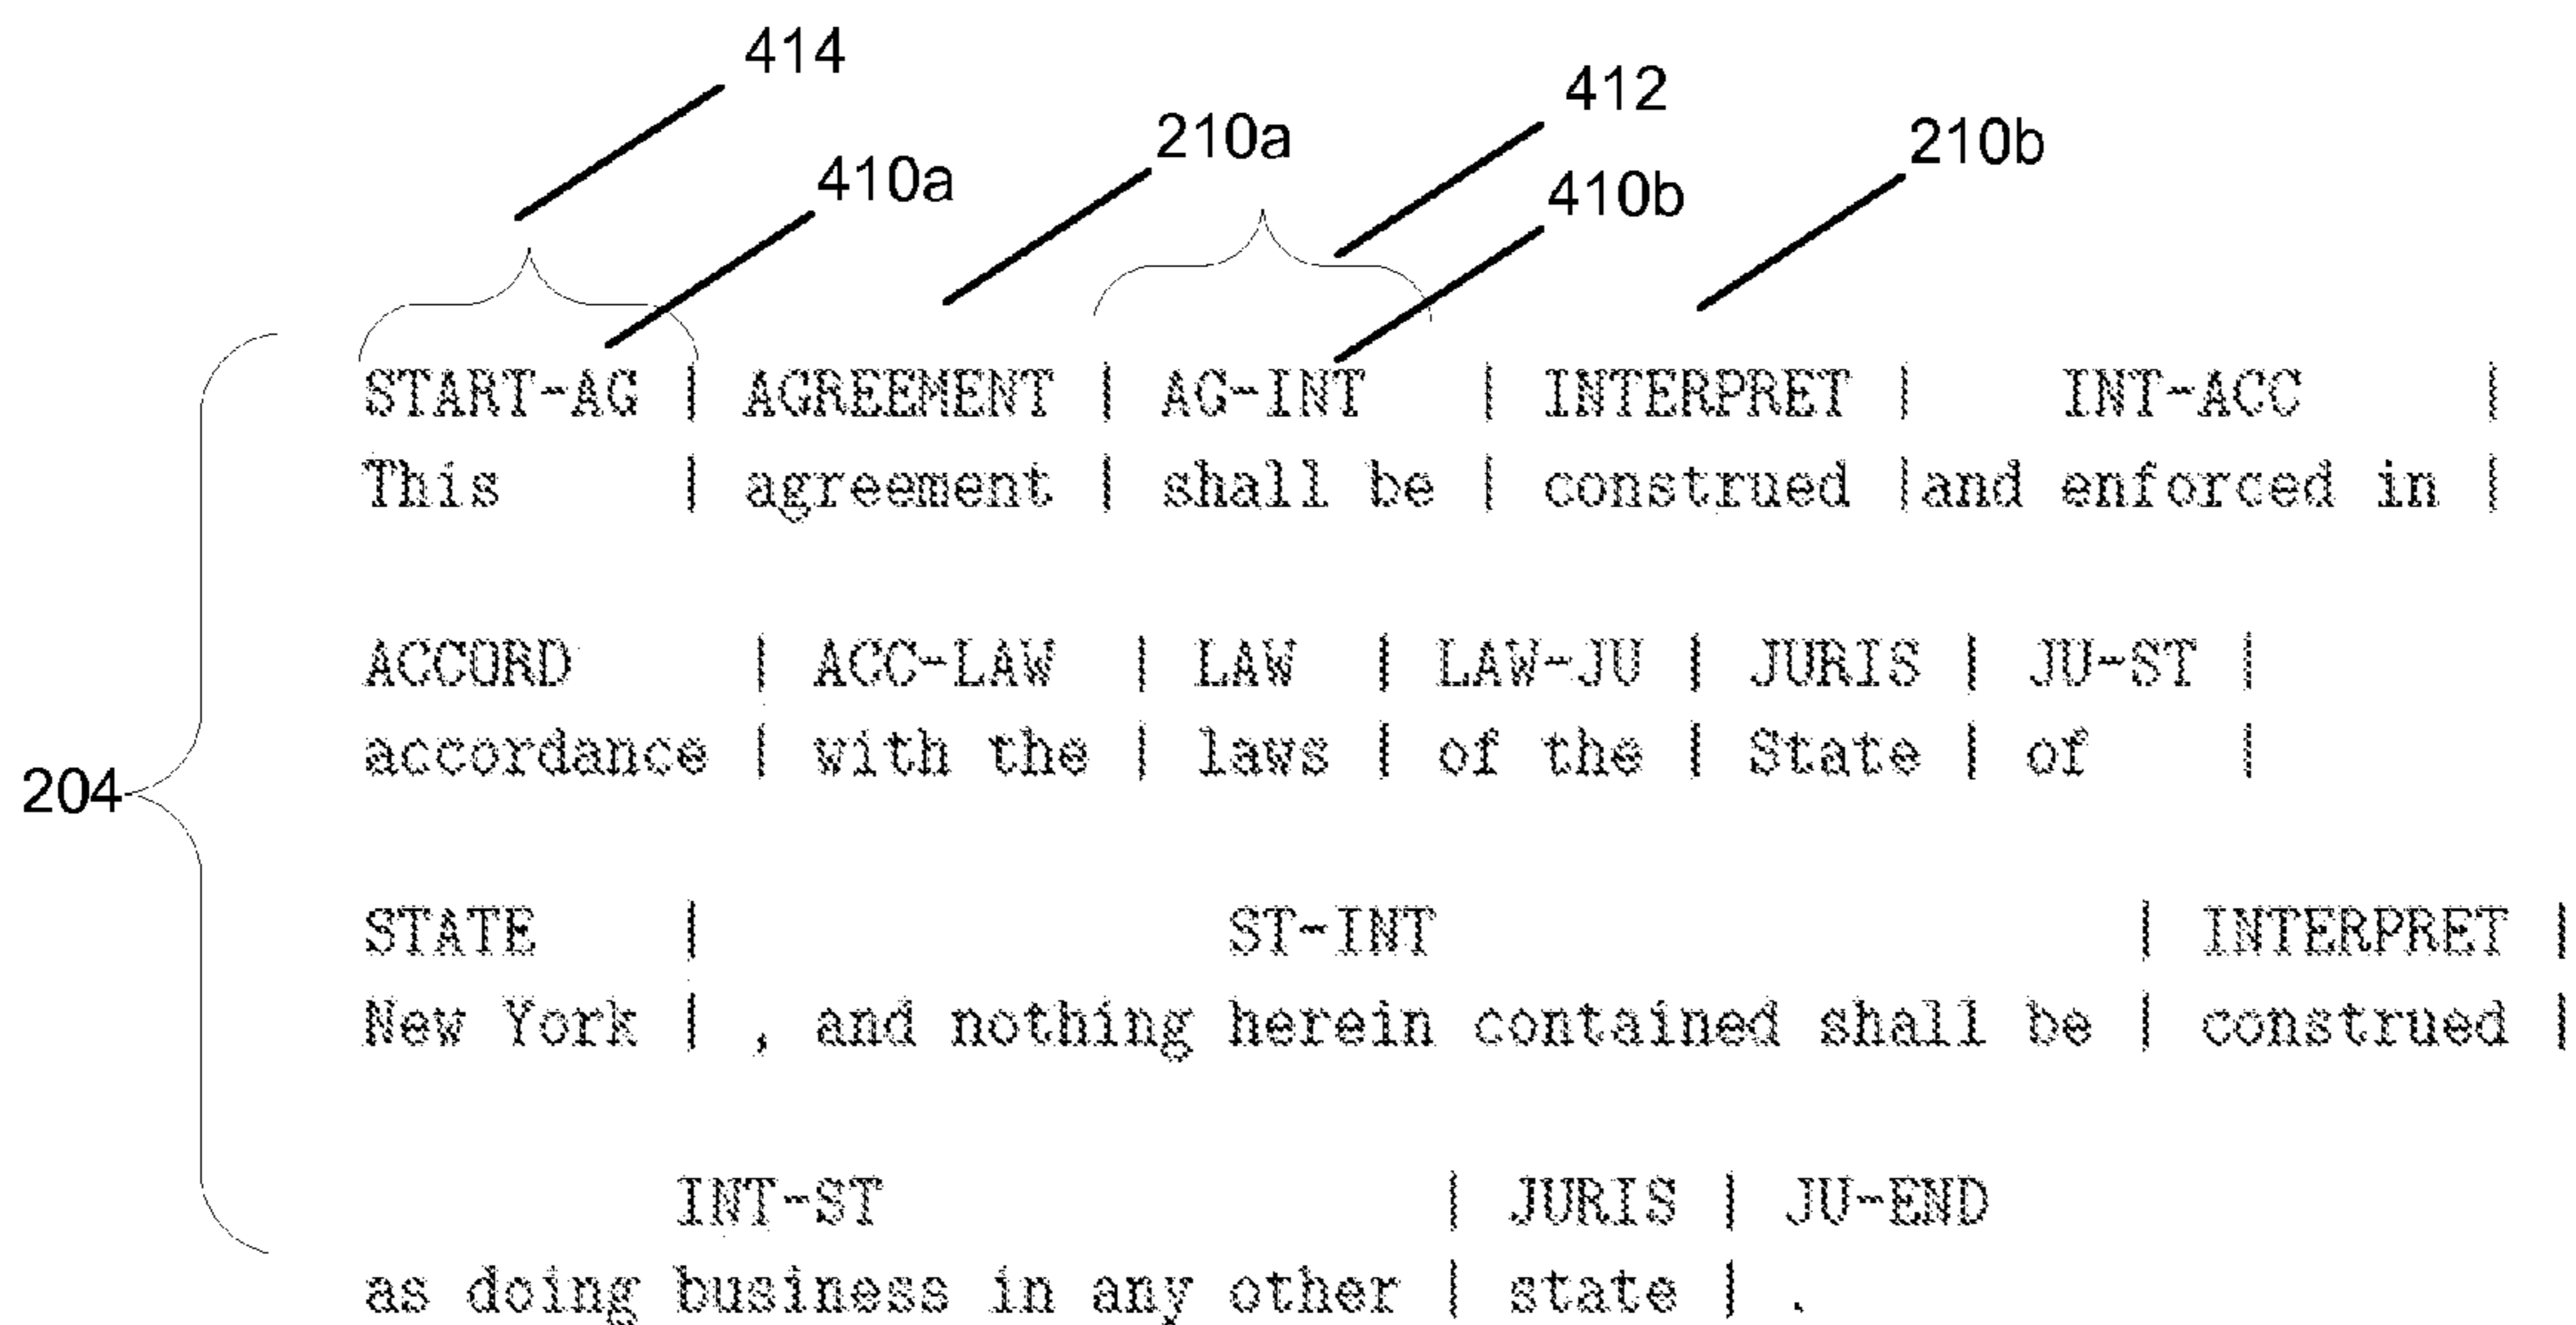 414
412
210a
210b
410a
410b
START-AG | AGREEMENT | AG-INT | INTERPRET | INT-ACC |
This | agreement | shall be | construed |and enforced in |
ACCORD | ACC-LAW | LAW | LAW-JU | JURIS | JU-ST |
accordance | with the | laws | of the | State | of |
204
STATE | ST-INT | INTERPRET |
New York | , and nothing herein contained shall be | construed |
INT-ST | JURIS | JU-END
as doing business in any other | state | .